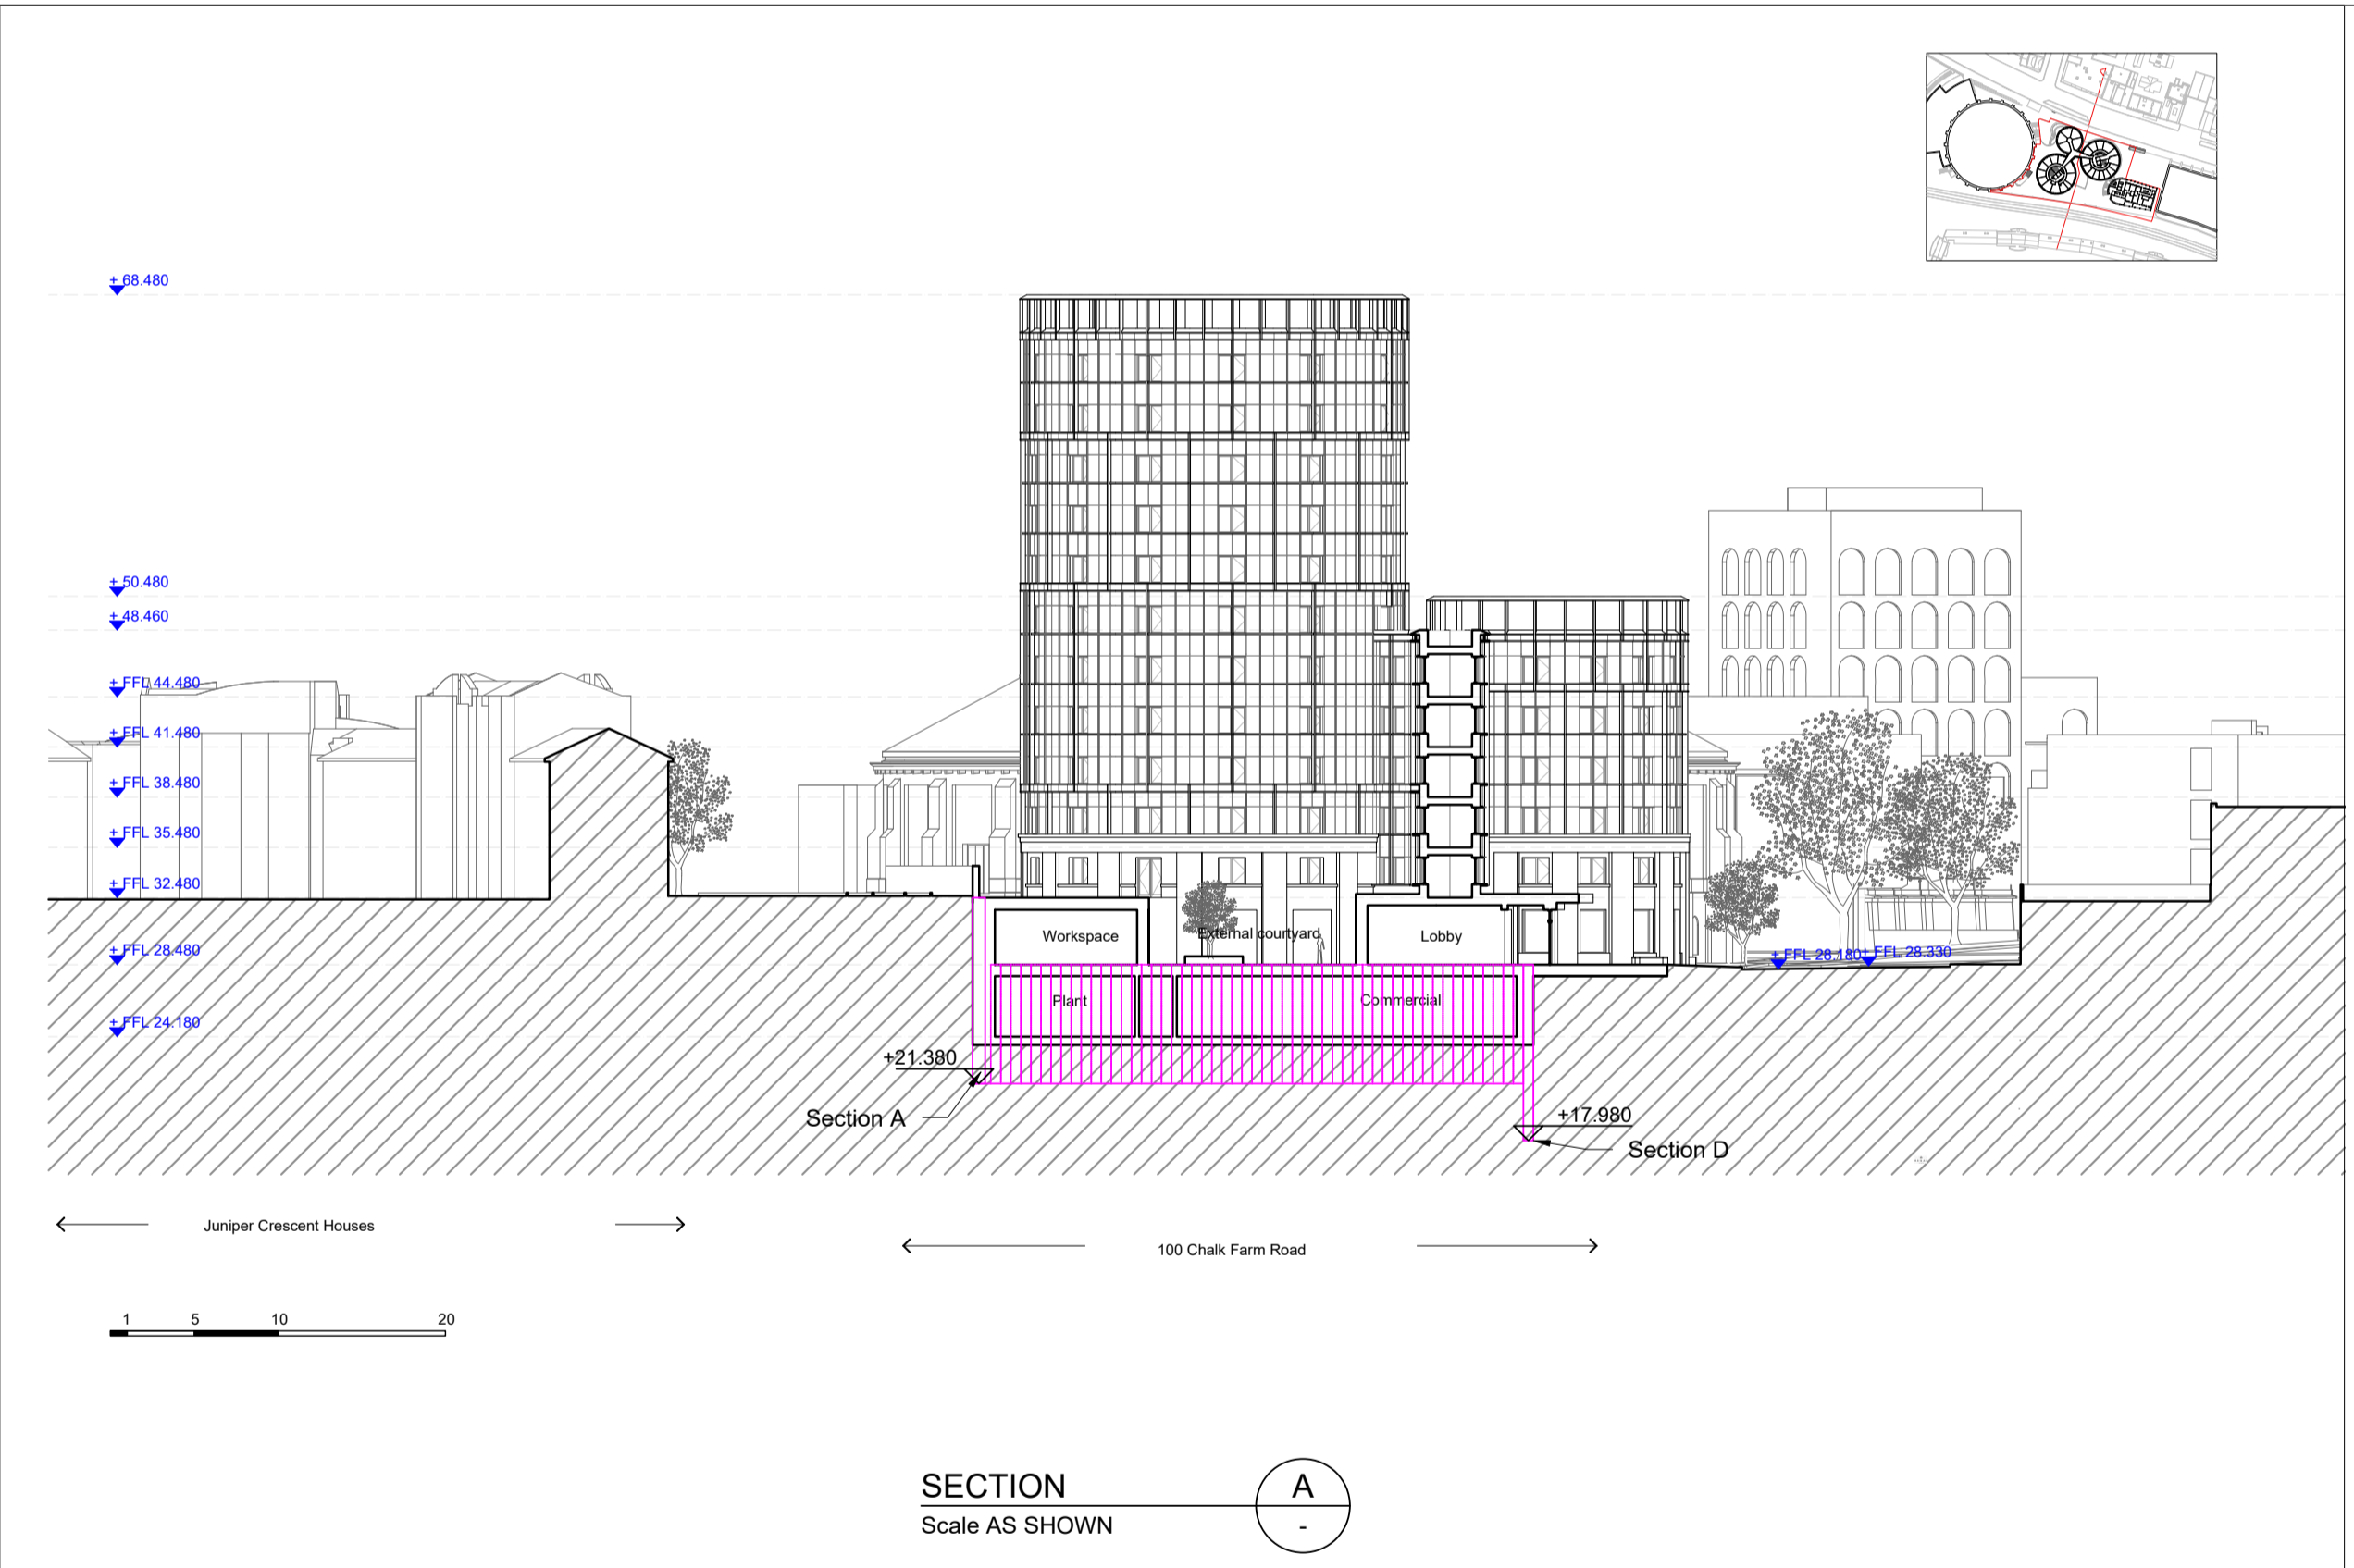 + 68.480
+ 50.480
+ 48.460
+ FFL 44.480
+ FFL 41.480
+ FFL 38.480
+ FFL 35.480
+ FFL 32.480
Workspace
External courtyard
Lobby
+ FFL 28.480
+ FFL 28.180
+ FFL 28.330
Plant
Commercial
+ FFL 24.180
+21.380
Section A
+17.980
Section D
Juniper Crescent Houses
100 Chalk Farm Road
1 5 10 20
SECTION
A
Scale AS SHOWN
-